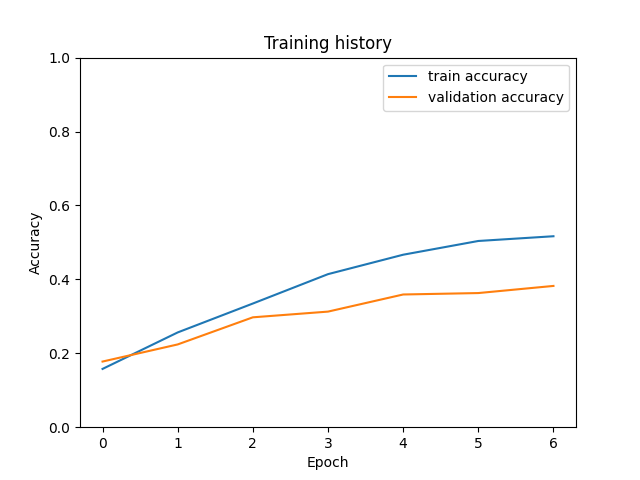 Training history
1.0
0.8
0.6
0.4
0.2
0.0
Accuracy
train accuracy
validation accuracy
0 1 2 3 4 5 6
Epoch